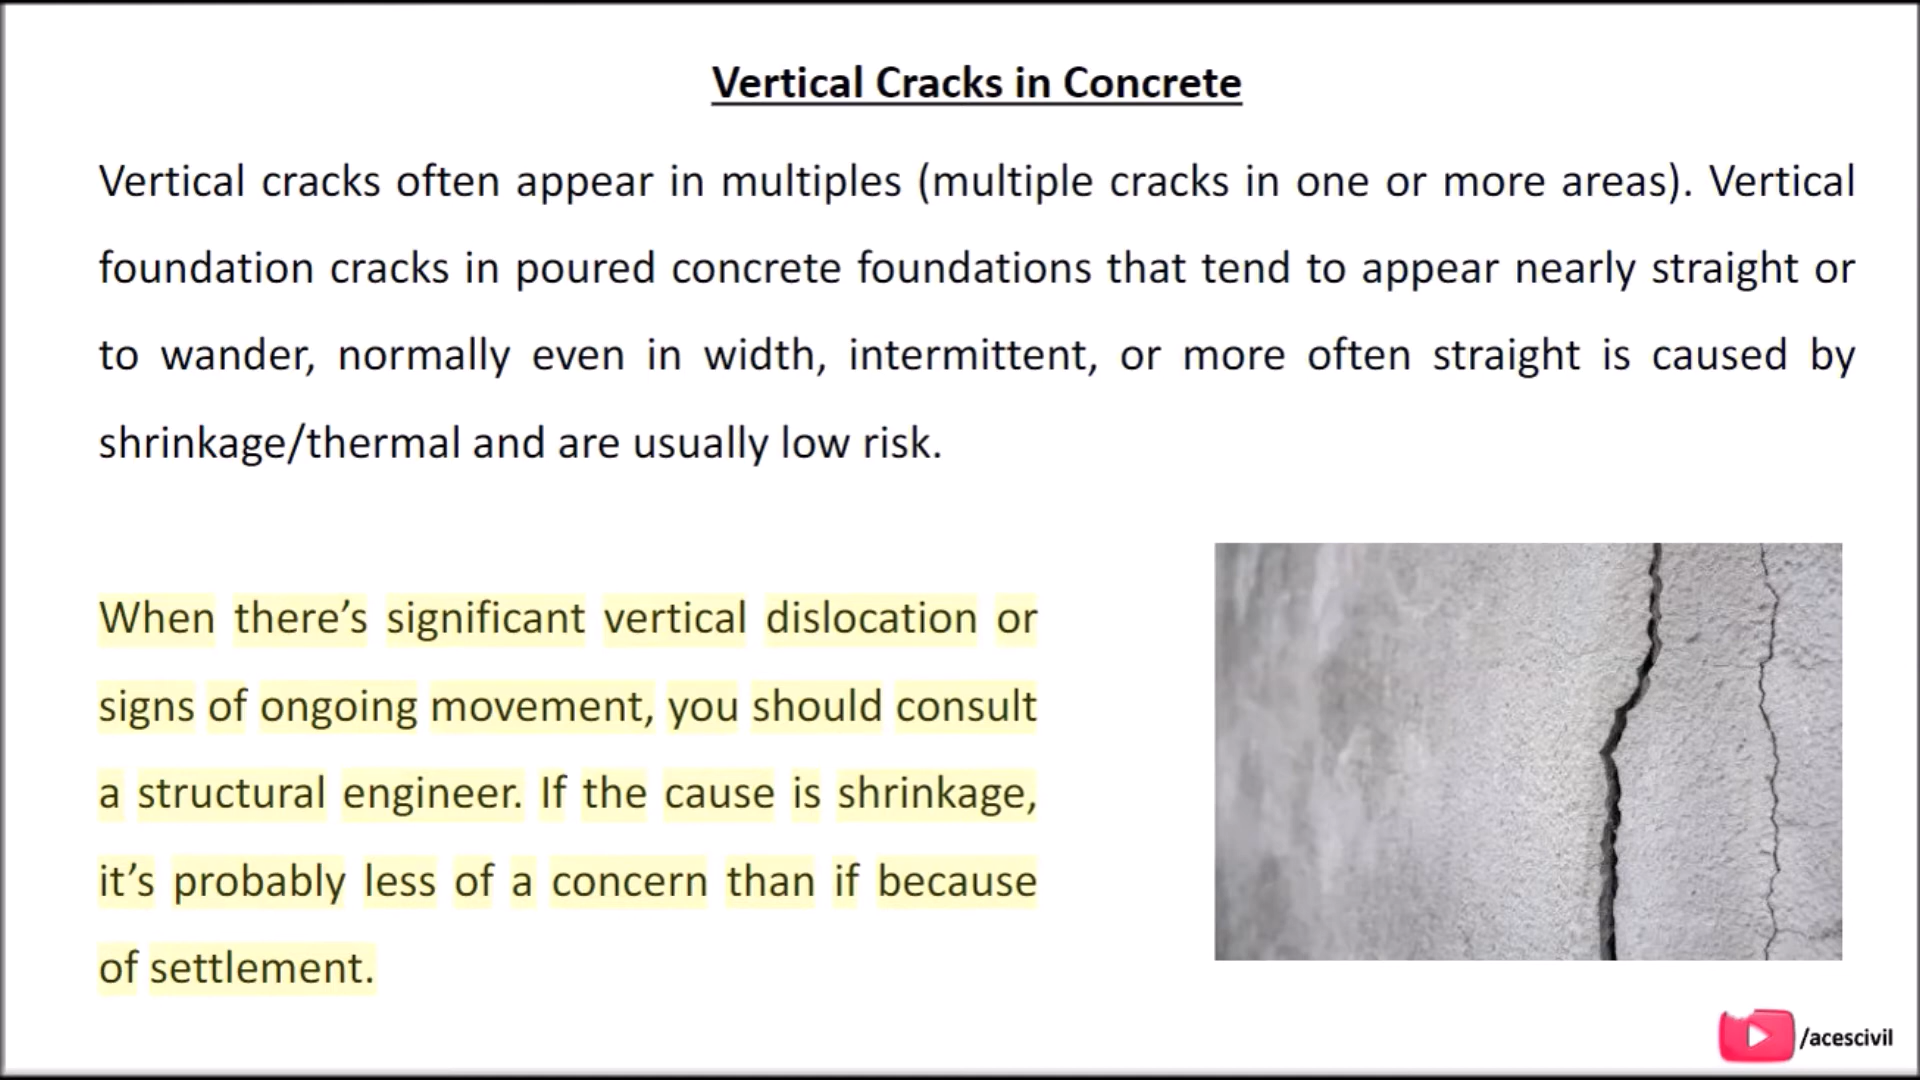 Vertical Cracks in Concrete
Vertical cracks often appear in multiples (multiple cracks in one or more areas). Vertical
foundation cracks in poured concrete foundations that tend to appear nearly straight or
to wander, normally even in width, intermittent, or more often straight is caused by
shrinkage/thermal and are usually low risk.
When there’s significant vertical dislocation or
signs of ongoing movement, you should consult
a structural engineer. If the cause is shrinkage,
it’s probably less of a concern than if because
of settlement.
/acescivil